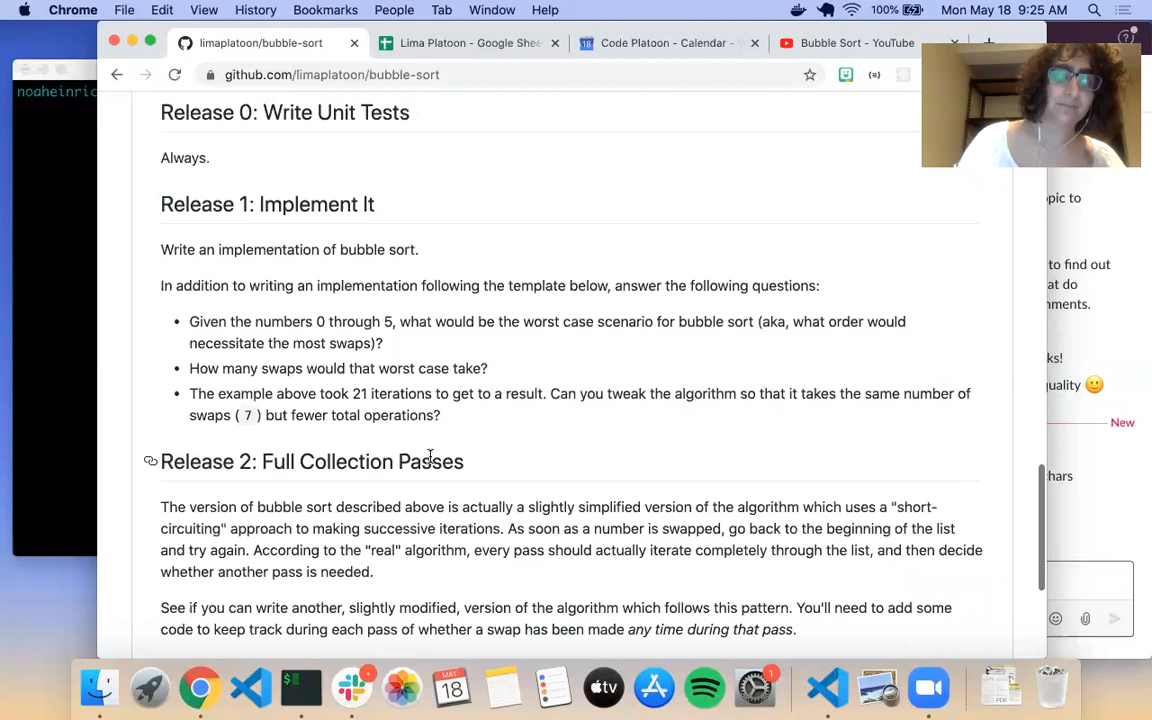 Chrome File Edit View History Bookmarks People Tab Window Help 100% Mon May 18 9:25 AM
limaplatoon/bubble-sort
Lima Platoon - Google Shee
Code Platoon - Calendar - W
Bubble Sort - YouTube
github.com/limaplatoon/bubble-sort
noaheinric
Release 0: Write Unit Tests
Always.
Release 1: Implement It
Write an implementation of bubble sort.
In addition to writing an implementation following the template below, answer the following questions:
• Given the numbers 0 through 5, what would be the worst case scenario for bubble sort (aka, what order would
necessitate the most swaps)?
• How many swaps would that worst case take?
• The example above took 21 iterations to get to a result. Can you tweak the algorithm so that it takes the same number of
swaps ( 7 ) but fewer total operations?
Release 2: Full Collection Passes
The version of bubble sort described above is actually a slightly simplified version of the algorithm which uses a "short-
circuiting" approach to making successive iterations. As soon as a number is swapped, go back to the beginning of the list
and try again. According to the "real" algorithm, every pass should actually iterate completely through the list, and then decide
whether another pass is needed.
See if you can write another, slightly modified, version of the algorithm which follows this pattern. You'll need to add some
code to keep track during each pass of whether a swap has been made any time during that pass.
opic to
to find out
at do
nments.
ks!
quality
New
hars
MAY
18
tv
1